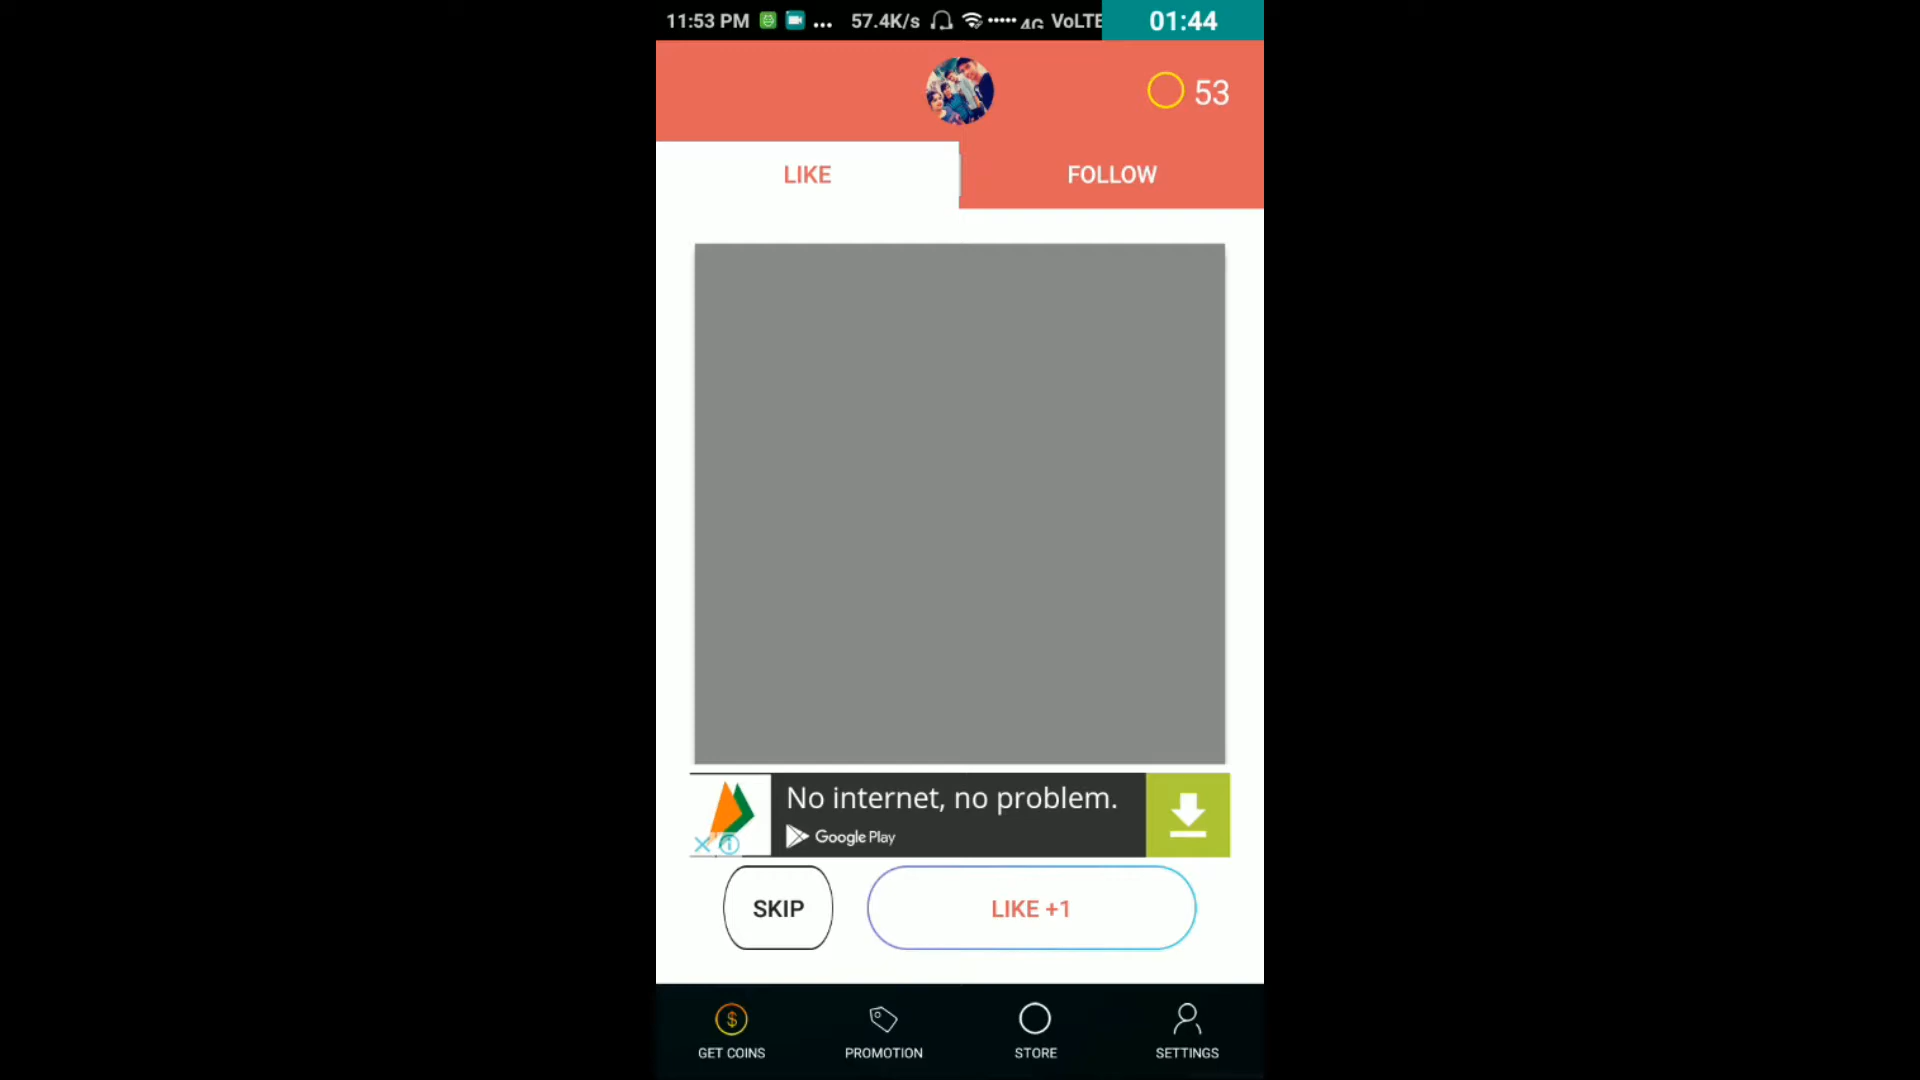 11:53 PM ... 57.4K/s 4G VoLTE 01:44
53
LIKE FOLLOW
No internet, no problem.
Google Play
SKIP LIKE +1
GET COINS PROMOTION STORE SETTINGS